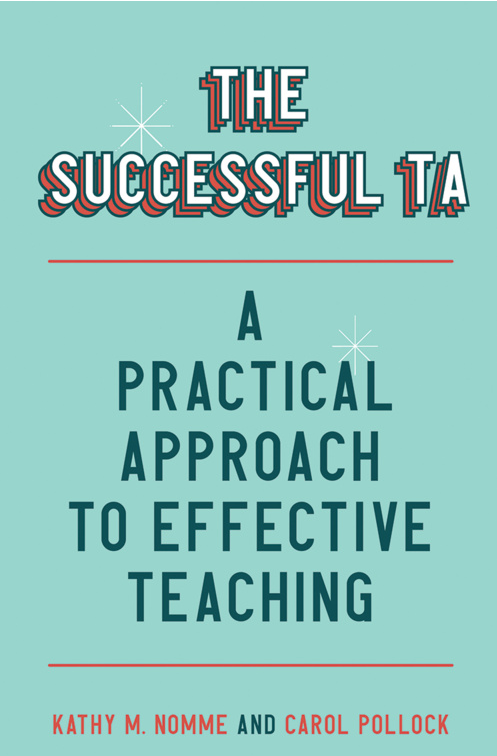 THE
SUCCESSFUL TA
A
PRACTICAL
APPROACH
TO EFFECTIVE
TEACHING
KATHY M. NOMME AND CAROL POLLOCK